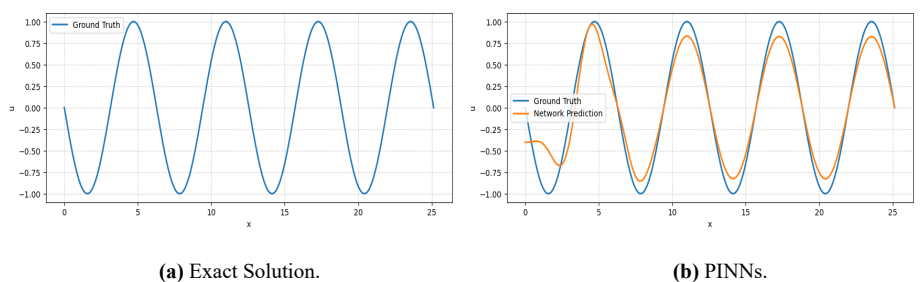 Ground Truth
1.00
0.75
0.50
0.25
0.00
−0.25
−0.50
−0.75
−1.00
u
0 5 10 15 20 25
x
(a) Exact Solution.
Ground Truth
Network Prediction
1.00
0.75
0.50
0.25
0.00
−0.25
−0.50
−0.75
−1.00
u
0 5 10 15 20 25
x
(b) PINNs.